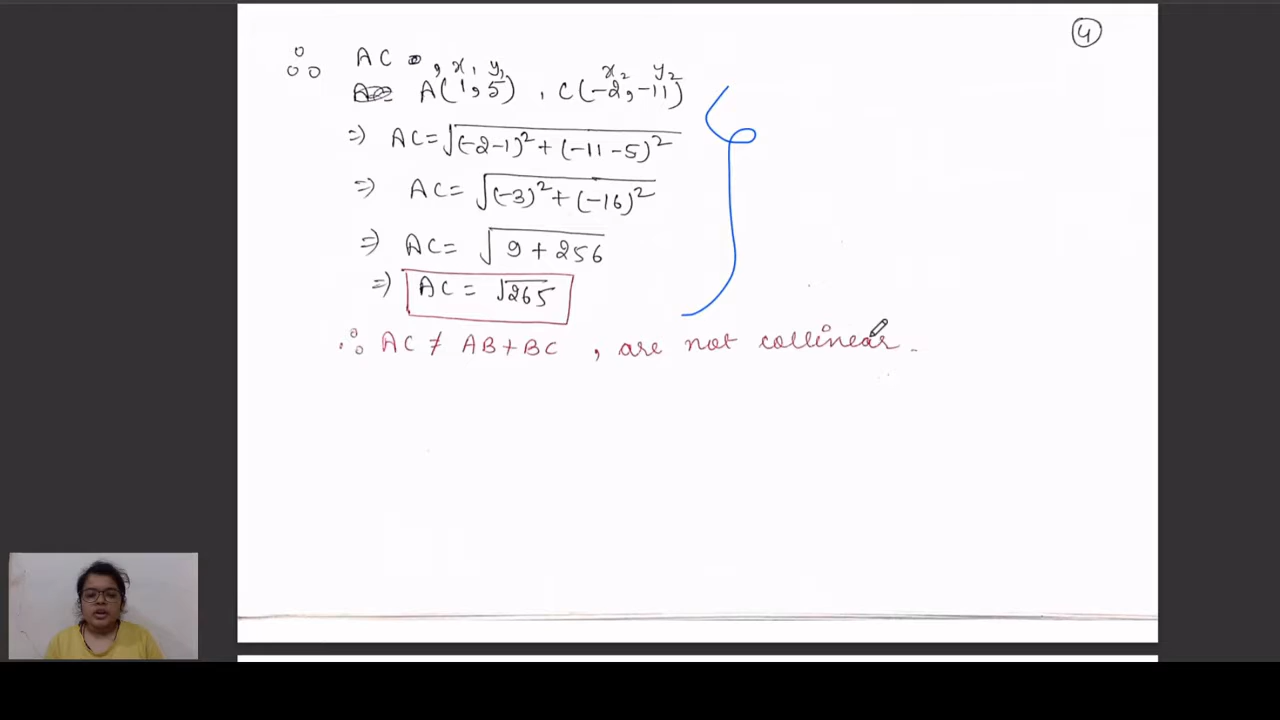 4
∴ AC
x₁ y₁ x₂ y₂
A(1,5) , C(-2,-11)
⇒) AC=√(-2-1)²+(-11-5)²
⇒) AC=√(-3)²+(-16)²
⇒) AC= √9+256
⇒) AC = √265
∴ AC ≠ AB+BC , are not collinear.